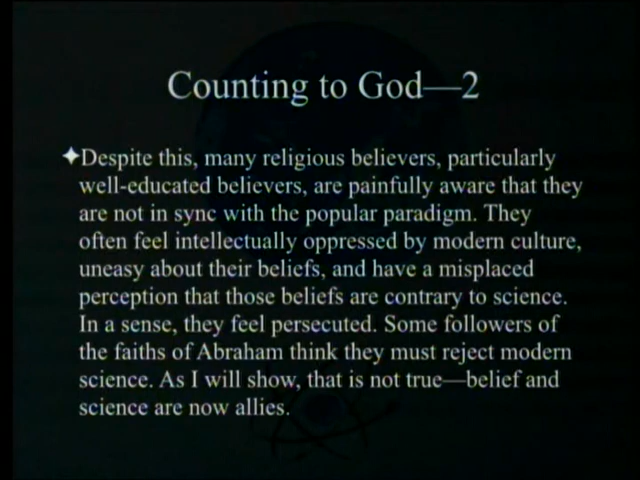 Counting to God—2
✦Despite this, many religious believers, particularly
well-educated believers, are painfully aware that they
are not in sync with the popular paradigm. They
often feel intellectually oppressed by modern culture,
uneasy about their beliefs, and have a misplaced
perception that those beliefs are contrary to science.
In a sense, they feel persecuted. Some followers of
the faiths of Abraham think they must reject modern
science. As I will show, that is not true—belief and
science are now allies.